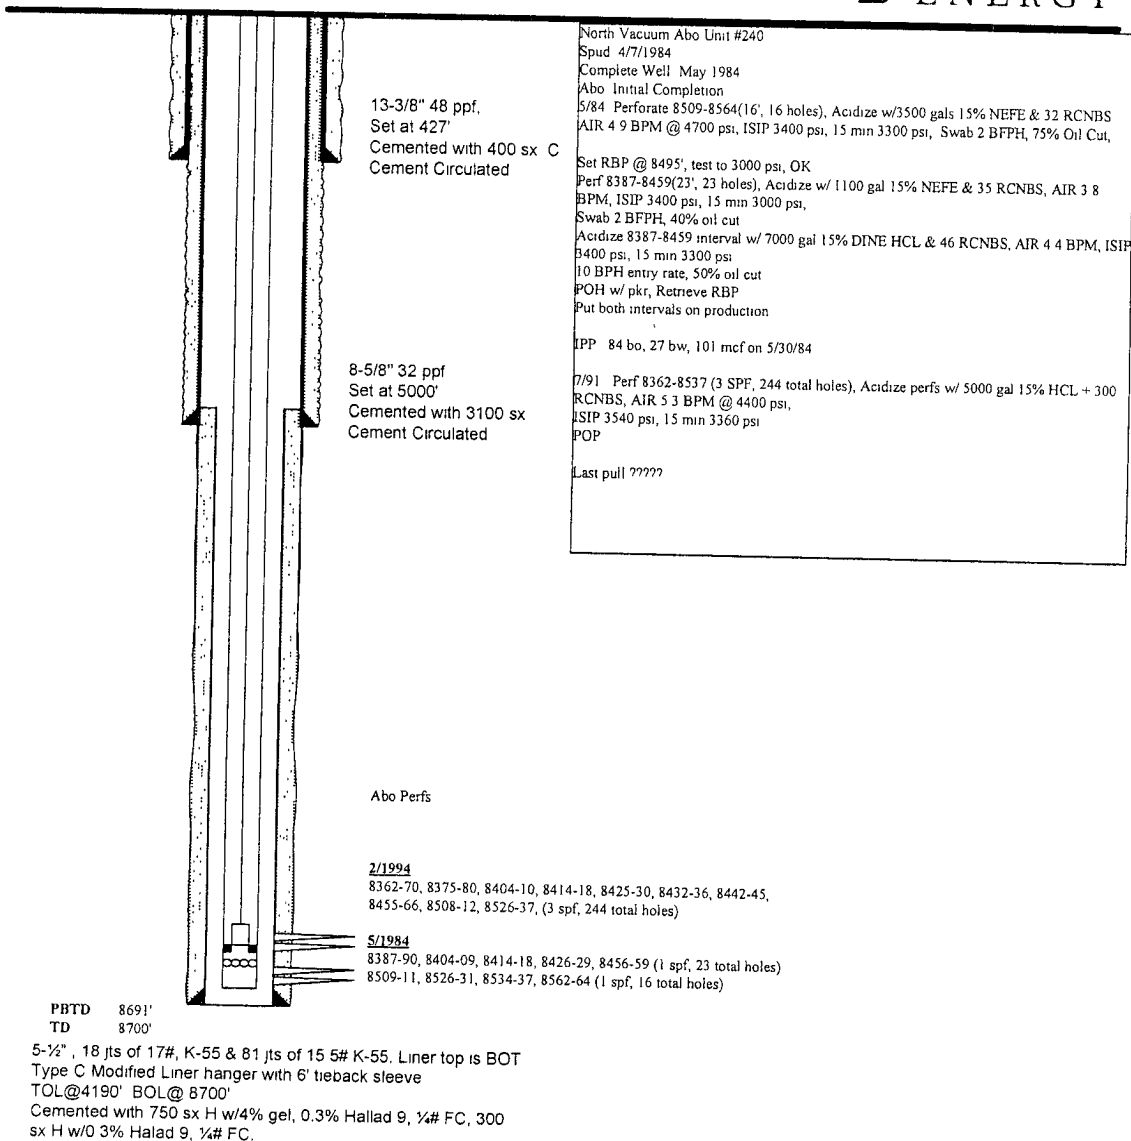 ENERGY
North Vacuum Abo Unit #240
Spud 4/7/1984
Complete Well May 1984
Abo Initial Completion
5/84 Perforate 8509-8564(16', 16 holes), Acidize w/3500 gals 15% NEFE & 32 RCNBS
AIR 4 9 BPM @ 4700 psi, ISIP 3400 psi, 15 min 3300 psi, Swab 2 BFPH, 75% Oil Cut,
Set RBP @ 8495', test to 3000 psi, OK
Perf 8387-8459(23', 23 holes), Acidize w/ 1100 gal 15% NEFE & 35 RCNBS, AIR 3 8
BPM, ISIP 3400 psi, 15 min 3000 psi,
Swab 2 BFPH, 40% oil cut
Acidize 8387-8459 interval w/ 7000 gal 15% DINE HCL & 46 RCNBS, AIR 4 4 BPM, ISIP
3400 psi, 15 min 3300 psi
10 BPH entry rate, 50% oil cut
POH w/ pkr, Retrieve RBP
Put both intervals on production
IPP 84 bo, 27 bw, 101 mcf on 5/30/84
7/91 Perf 8362-8537 (3 SPF, 244 total holes), Acidize perfs w/ 5000 gal 15% HCL + 300
RCNBS, AIR 5 3 BPM @ 4400 psi,
ISIP 3540 psi, 15 min 3360 psi
POP
Last pull ?????
13-3/8" 48 ppf,
Set at 427'
Cemented with 400 sx C
Cement Circulated
8-5/8" 32 ppf
Set at 5000'
Cemented with 3100 sx
Cement Circulated
Abo Perfs
2/1994
8362-70, 8375-80, 8404-10, 8414-18, 8425-30, 8432-36, 8442-45,
8455-66, 8508-12, 8526-37, (3 spf, 244 total holes)
5/1984
8387-90, 8404-09, 8414-18, 8426-29, 8456-59 (1 spf, 23 total holes)
8509-11, 8526-31, 8534-37, 8562-64 (1 spf, 16 total holes)
PBTD 8691'
TD 8700'
5-½" , 18 jts of 17#, K-55 & 81 jts of 15 5# K-55. Liner top is BOT
Type C Modified Liner hanger with 6' tieback sleeve
TOL@4190' BOL@ 8700'
Cemented with 750 sx H w/4% gel, 0.3% Hallad 9, ¼# FC, 300
sx H w/0 3% Halad 9, ¼# FC.